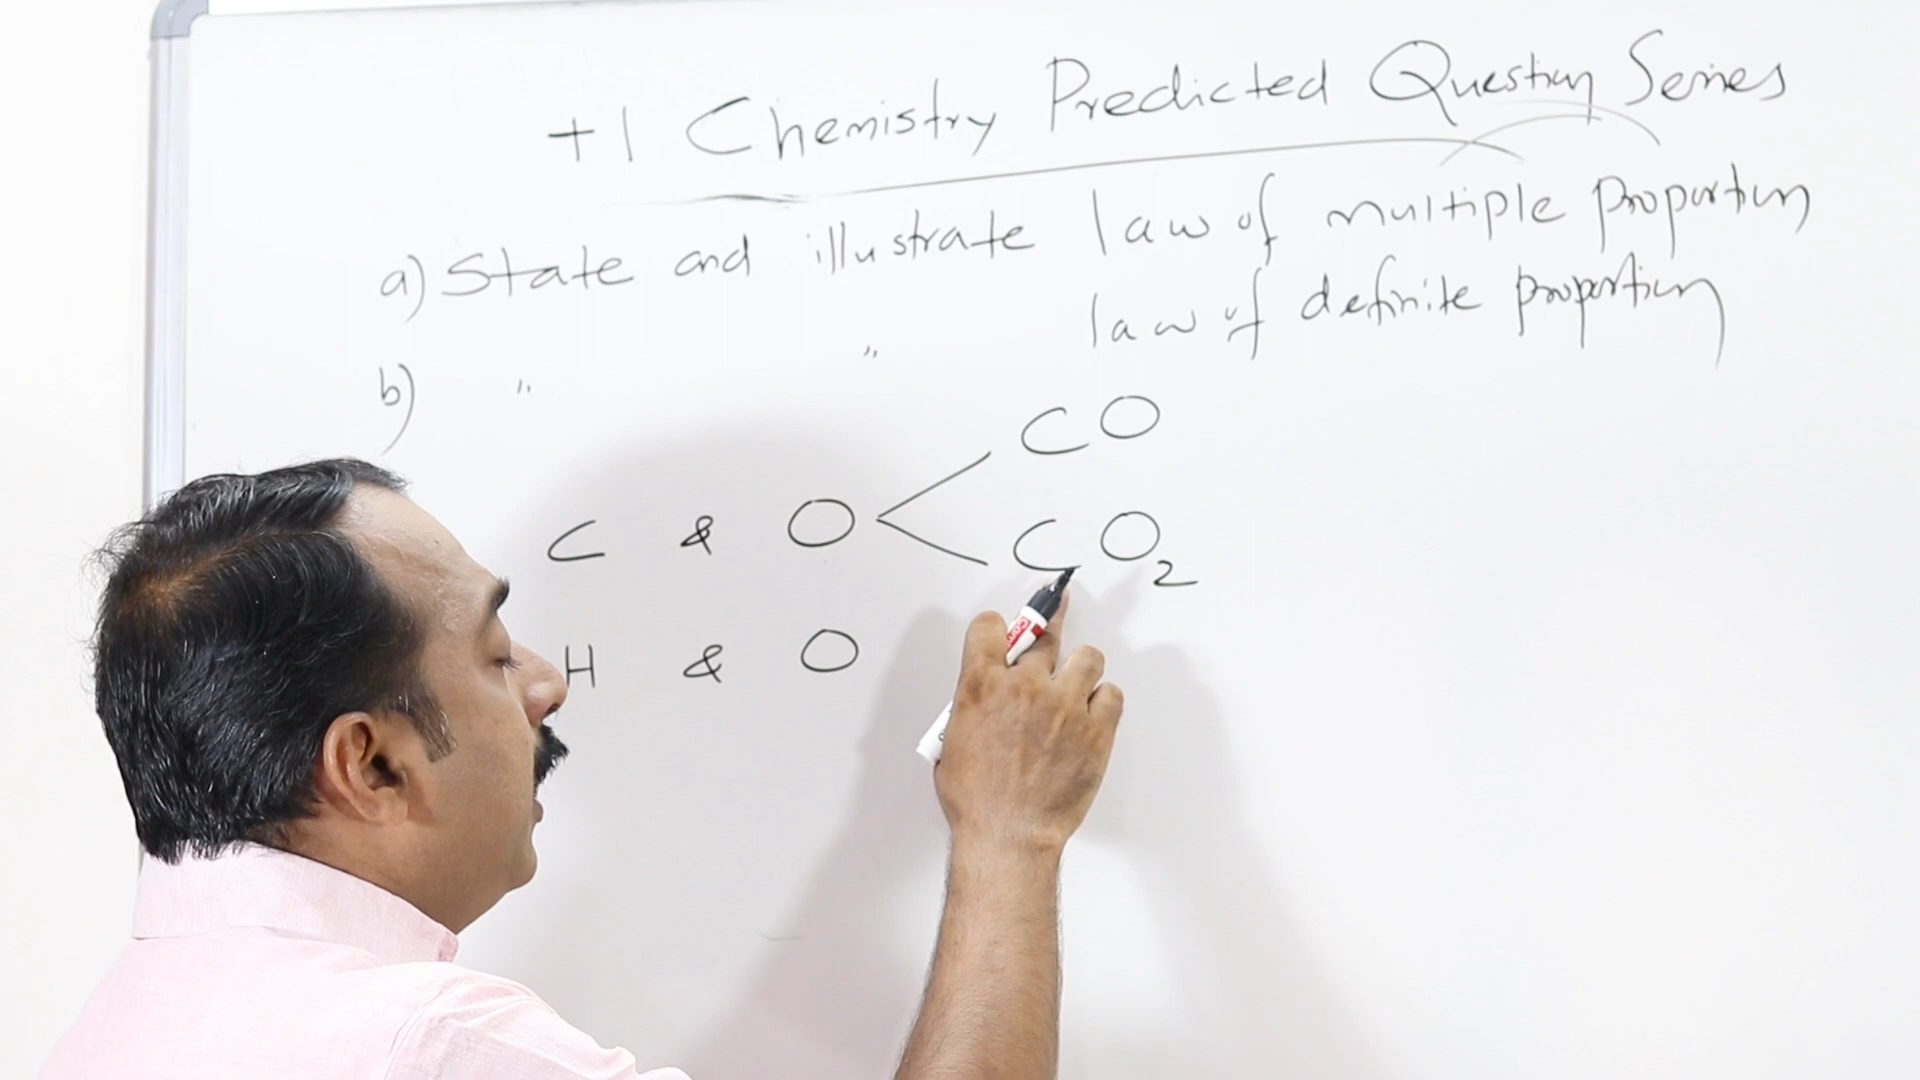 +1 Chemistry Predicted Question Series
a) State and illustrate law of multiple proportion
b) " " law of definite proportion
CO
C & O
CO2
H & O